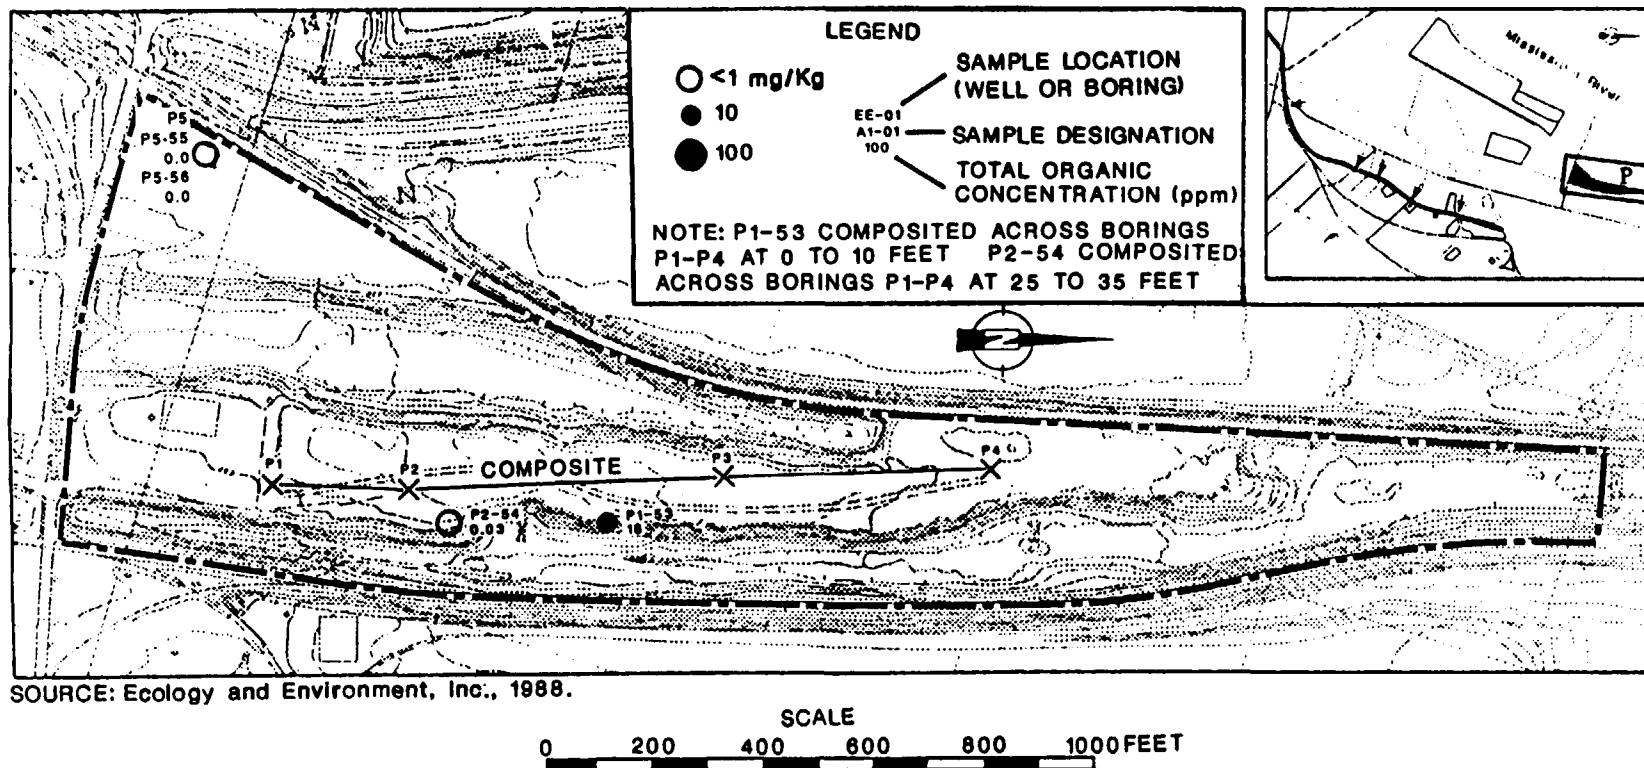 LEGEND
<1 mg/Kg
10
100
SAMPLE LOCATION
(WELL OR BORING)
EE-01
A1-01
100
SAMPLE DESIGNATION
TOTAL ORGANIC
CONCENTRATION (ppm)
NOTE: P1-53 COMPOSITED ACROSS BORINGS
P1-P4 AT 0 TO 10 FEET P2-54 COMPOSITED
ACROSS BORINGS P1-P4 AT 25 TO 35 FEET
River
P
P5
P5-55
0.0
P5-56
0.0
N
P1
P2
COMPOSITE
P3
P4
P2-54
0.03
P1-53
SOURCE: Ecology and Environment, Inc., 1988.
SCALE
0 200 400 600 800 1000 FEET